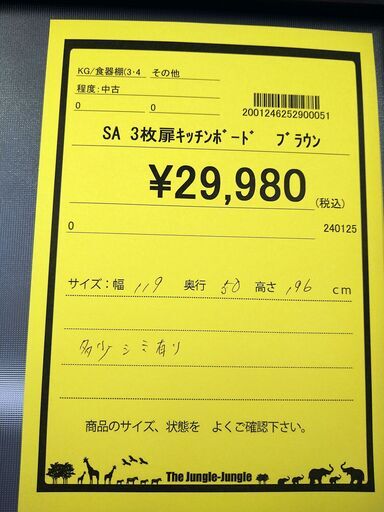 KG/食器棚(3・4 その他
程度:中古
0 0
2001246252900051
SA 3枚扉ｷｯﾁﾝﾎﾞｰﾄﾞ ﾌﾞﾗｳﾝ
¥29,980(税込)
0 240125
サイズ:幅 119 奥行 50 高さ 196 cm
多少シミ有り
商品のサイズ、状態を よくご確認下さい。
The Jungle-Jungle